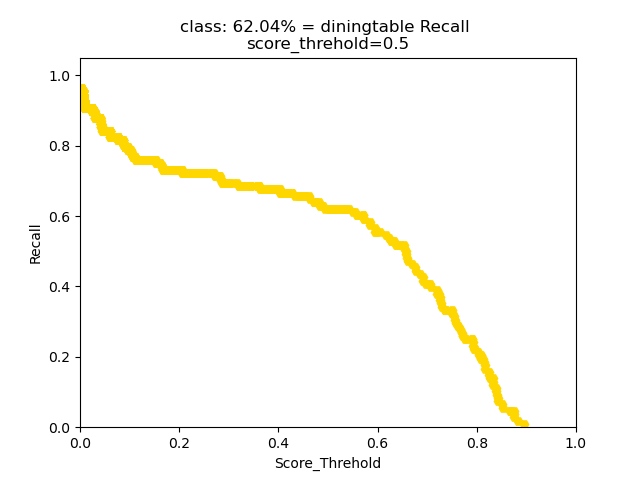 class: 62.04% = diningtable Recall
score_threhold=0.5
1.0
0.8
0.6
0.4
0.2
0.0
Recall
0.0 0.2 0.4 0.6 0.8 1.0
Score_Threhold